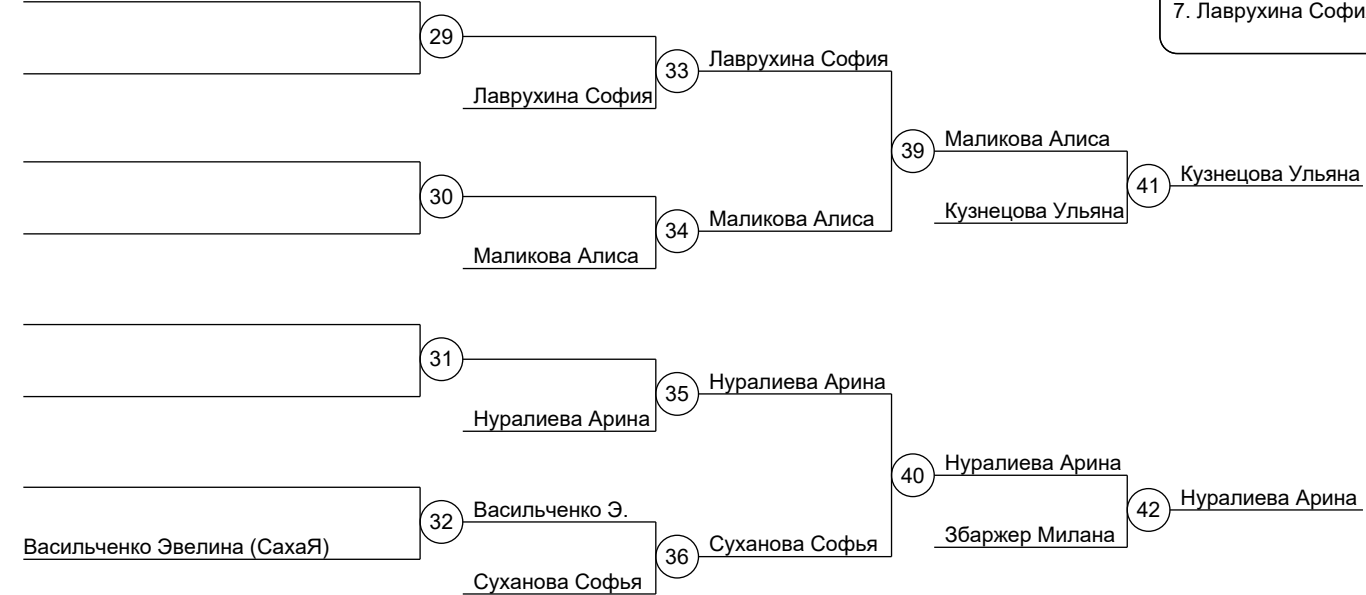 7. Лаврухина Софи
29
33
Лаврухина София
Лаврухина София
39
Маликова Алиса
41
Кузнецова Ульяна
30
34
Маликова Алиса
Кузнецова Ульяна
Маликова Алиса
31
35
Нуралиева Арина
Нуралиева Арина
40
Нуралиева Арина
42
Нуралиева Арина
32
Васильченко Э.
Васильченко Эвелина (СахаЯ)
36
Суханова Софья
Збаржер Милана
Суханова Софья